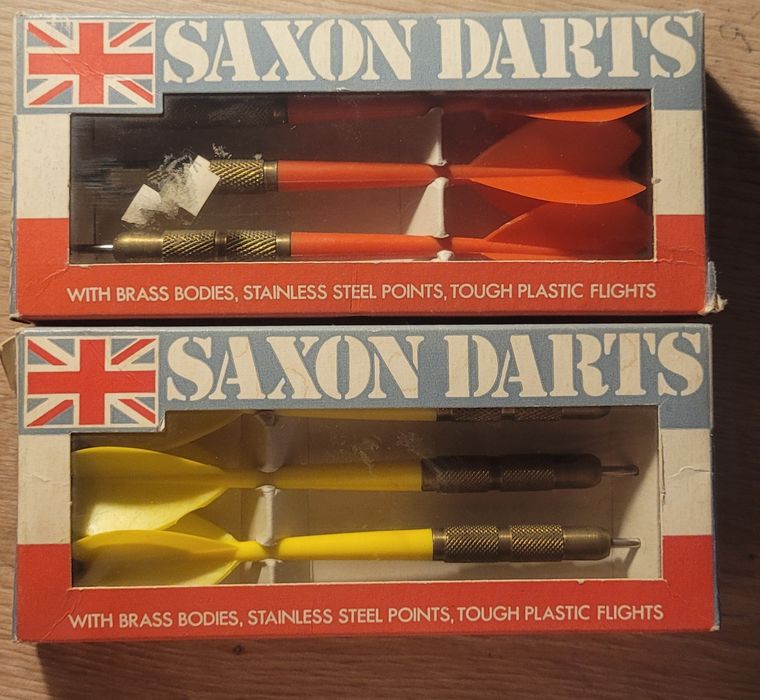 SAXON DARTS
WITH BRASS BODIES, STAINLESS STEEL POINTS, TOUGH PLASTIC FLIGHTS
SAXON DARTS
WITH BRASS BODIES, STAINLESS STEEL POINTS, TOUGH PLASTIC FLIGHTS